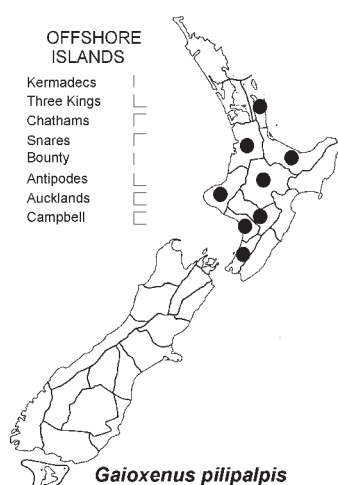 OFFSHORE
ISLANDS
Kermadecs
Three Kings
Chathams
Snares
Bounty
Antipodes
Aucklands
Campbell
Gaioxenus pilipalpis